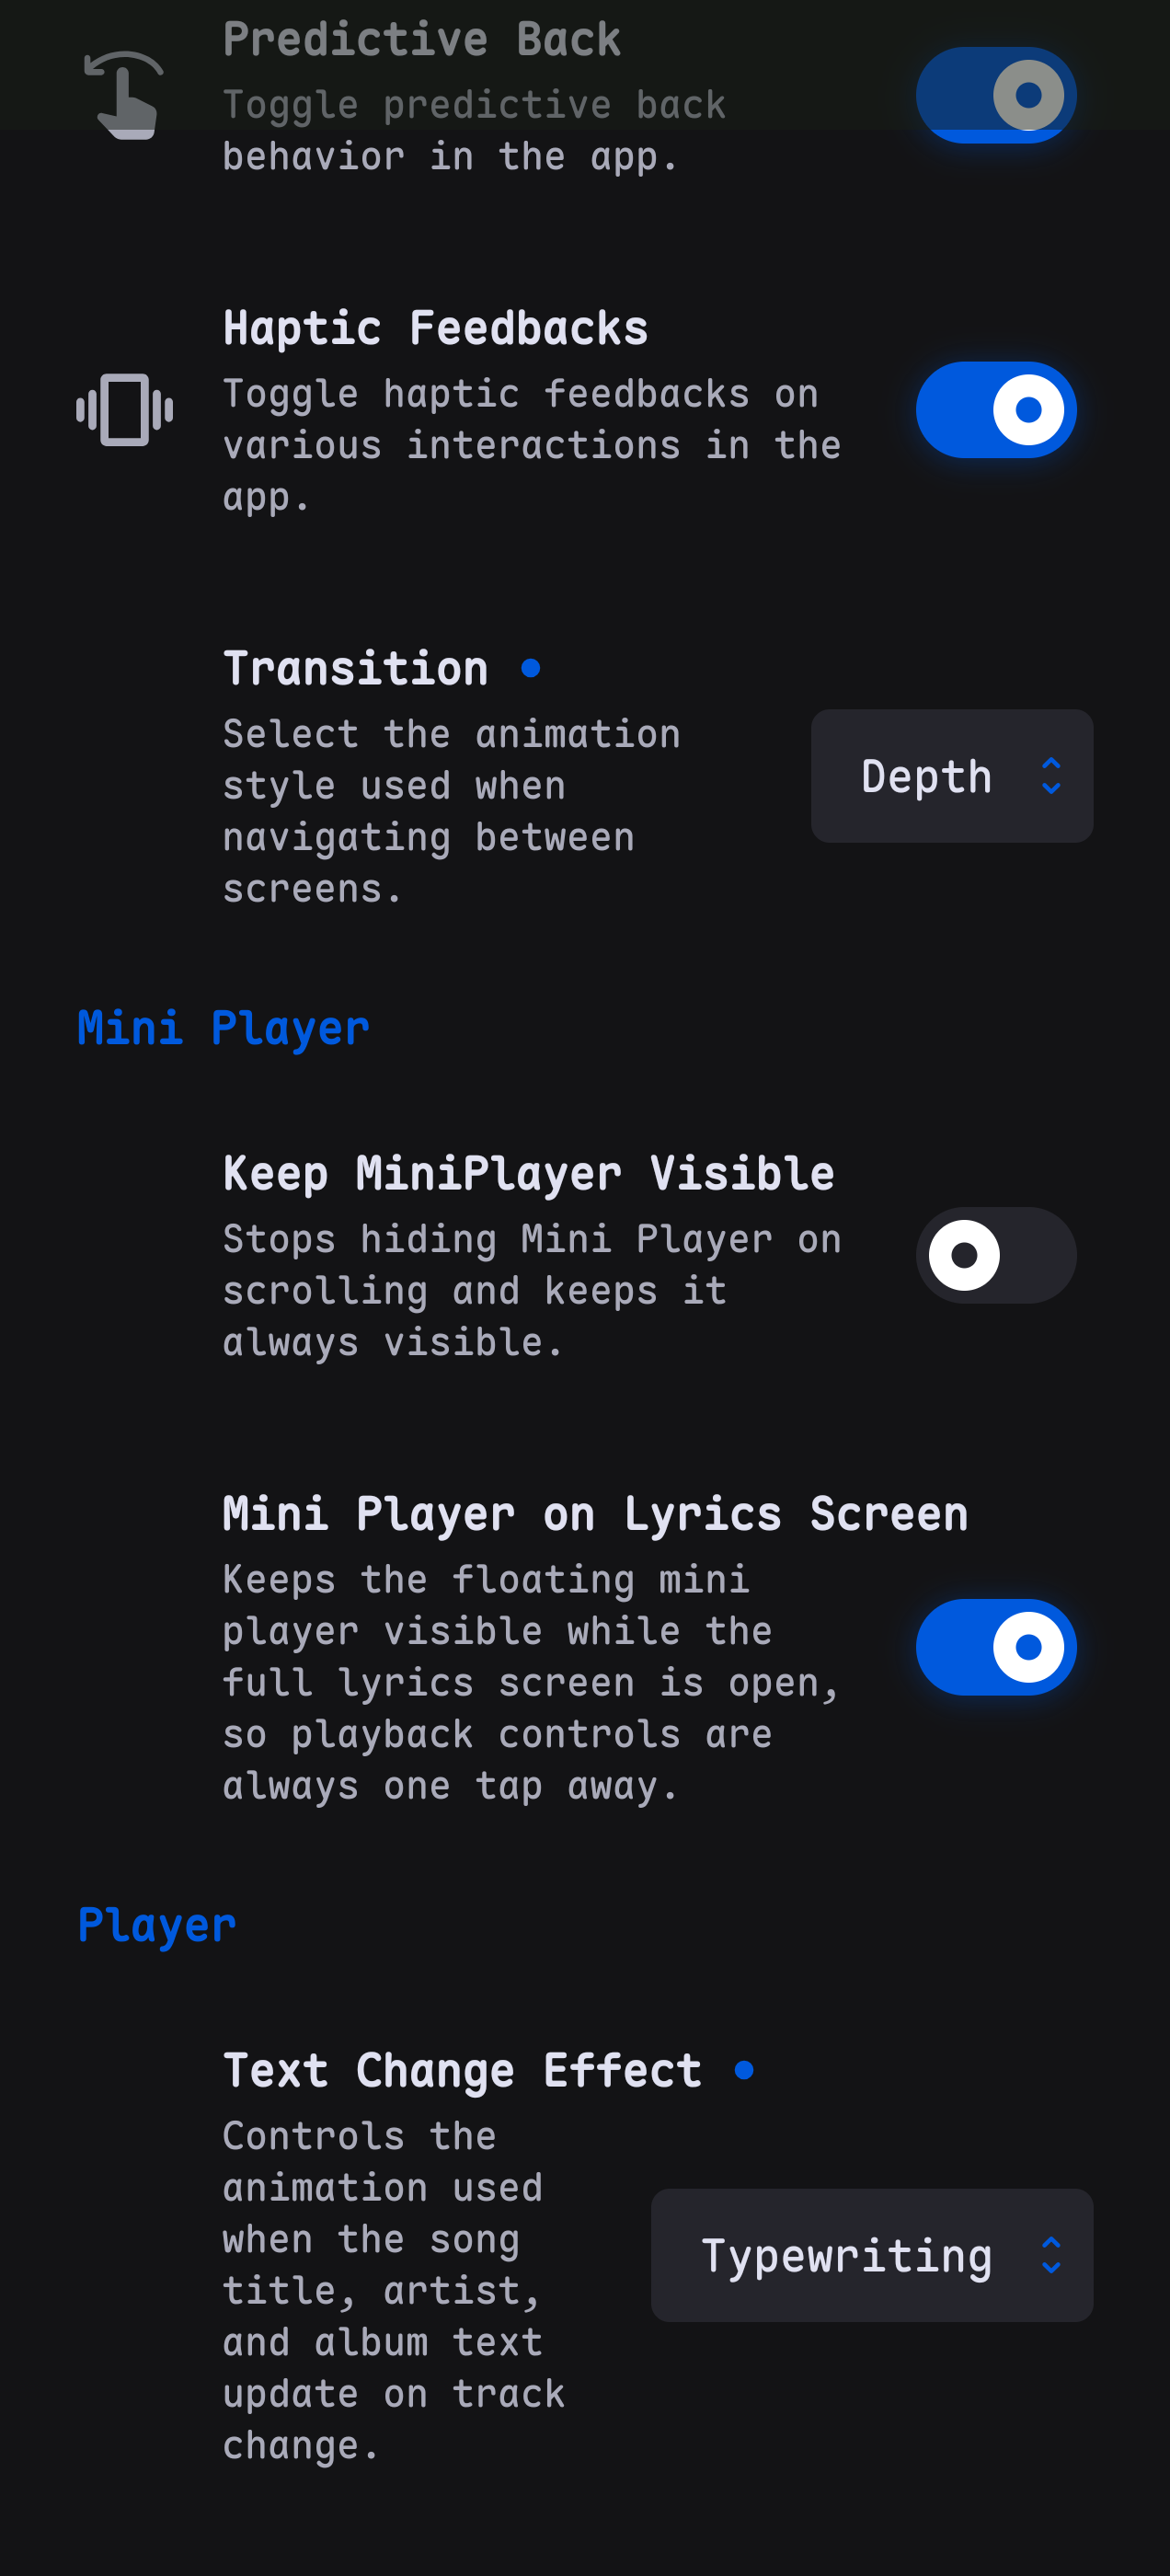 Predictive Back
Toggle predictive back
behavior in the app.
Haptic Feedbacks
Toggle haptic feedbacks on
various interactions in the
app.
Transition
Select the animation
style used when
navigating between
screens.
Depth
Mini Player
Keep MiniPlayer Visible
Stops hiding Mini Player on
scrolling and keeps it
always visible.
Mini Player on Lyrics Screen
Keeps the floating mini
player visible while the
full lyrics screen is open,
so playback controls are
always one tap away.
Player
Text Change Effect
Controls the
animation used
when the song
title, artist,
and album text
update on track
change.
Typewriting